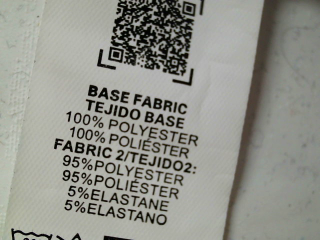 BASE FABRIC
TEJIDO BASE
100% POLYESTER
100% POLIÉSTER
FABRIC 2/TEJIDO2:
95%POLYESTER
95%POLIÉSTER
5%ELASTANE
5%ELASTANO